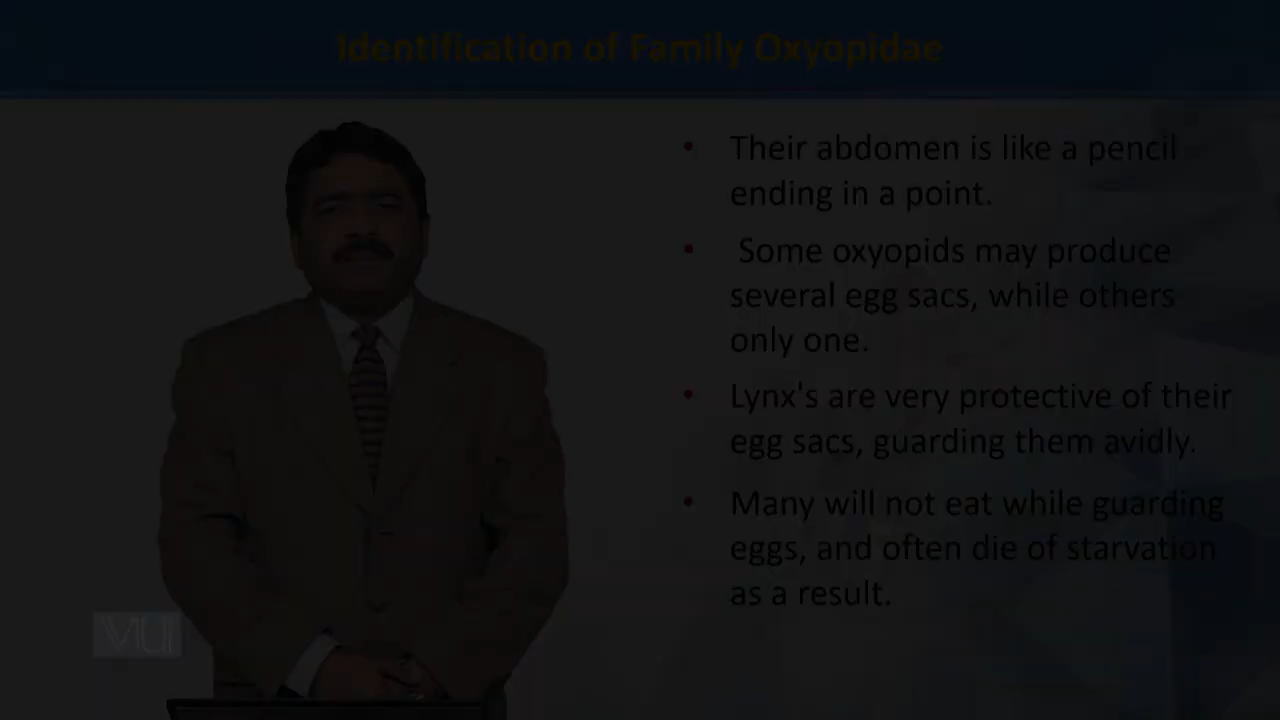 Identification of Family Oxyopidae
• Their abdomen is like a pencil
ending in a point.
• Some oxyopids may produce
several egg sacs, while others
only one.
• Lynx's are very protective of their
egg sacs, guarding them avidly.
• Many will not eat while guarding
eggs, and often die of starvation
as a result.